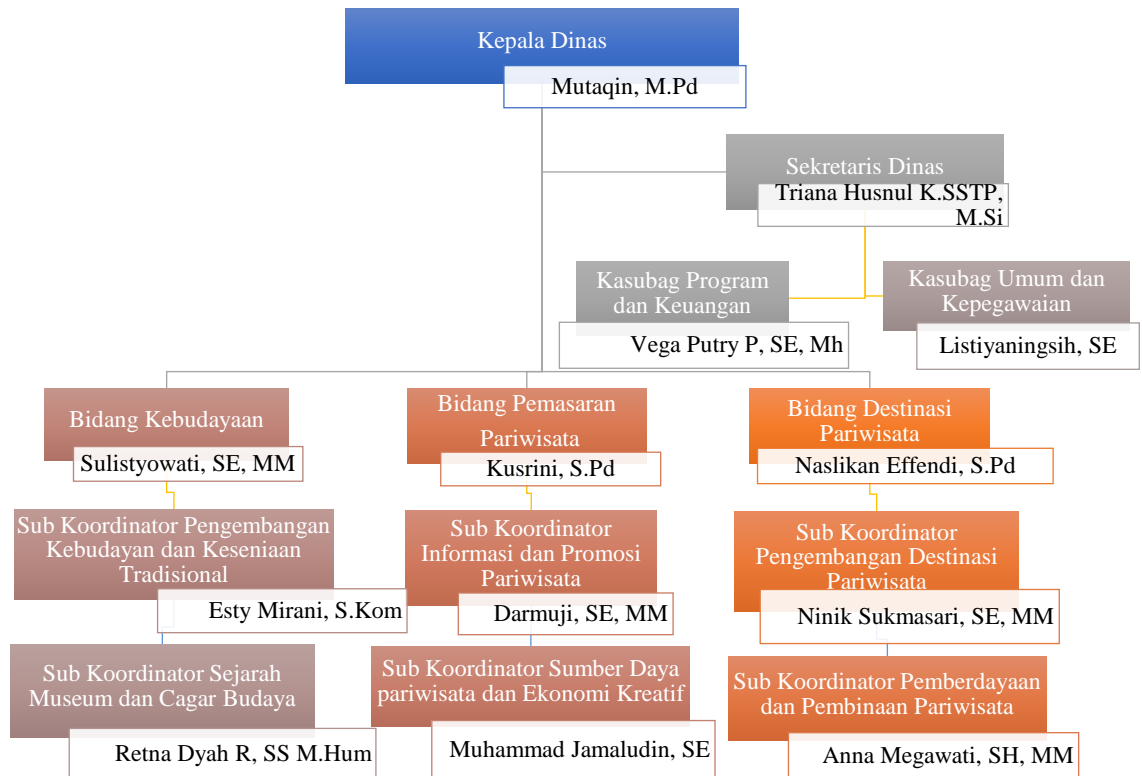 Kepala Dinas
Mutaqin, M.Pd
Sekretaris Dinas
Triana Husnul K.SSTP,
M.Si
Kasubag Program
dan Keuangan
Vega Putry P, SE, Mh
Kasubag Umum dan
Kepegawaian
Listiyaningsih, SE
Bidang Kebudayaan
Sulistyowati, SE, MM
Bidang Pemasaran
Pariwisata
Kusrini, S.Pd
Bidang Destinasi
Pariwisata
Naslikan Effendi, S.Pd
Sub Koordinator Pengembangan
Kebudayan dan Keseniaan
Tradisional
Esty Mirani, S.Kom
Sub Koordinator
Informasi dan Promosi
Pariwisata
Darmuji, SE, MM
Sub Koordinator
Pengembangan Destinasi
Pariwisata
Ninik Sukmasari, SE, MM
Sub Koordinator Sejarah
Museum dan Cagar Budaya
Retna Dyah R, SS M.Hum
Sub Koordinator Sumber Daya
pariwisata dan Ekonomi Kreatif
Muhammad Jamaludin, SE
Sub Koordinator Pemberdayaan
dan Pembinaan Pariwisata
Anna Megawati, SH, MM